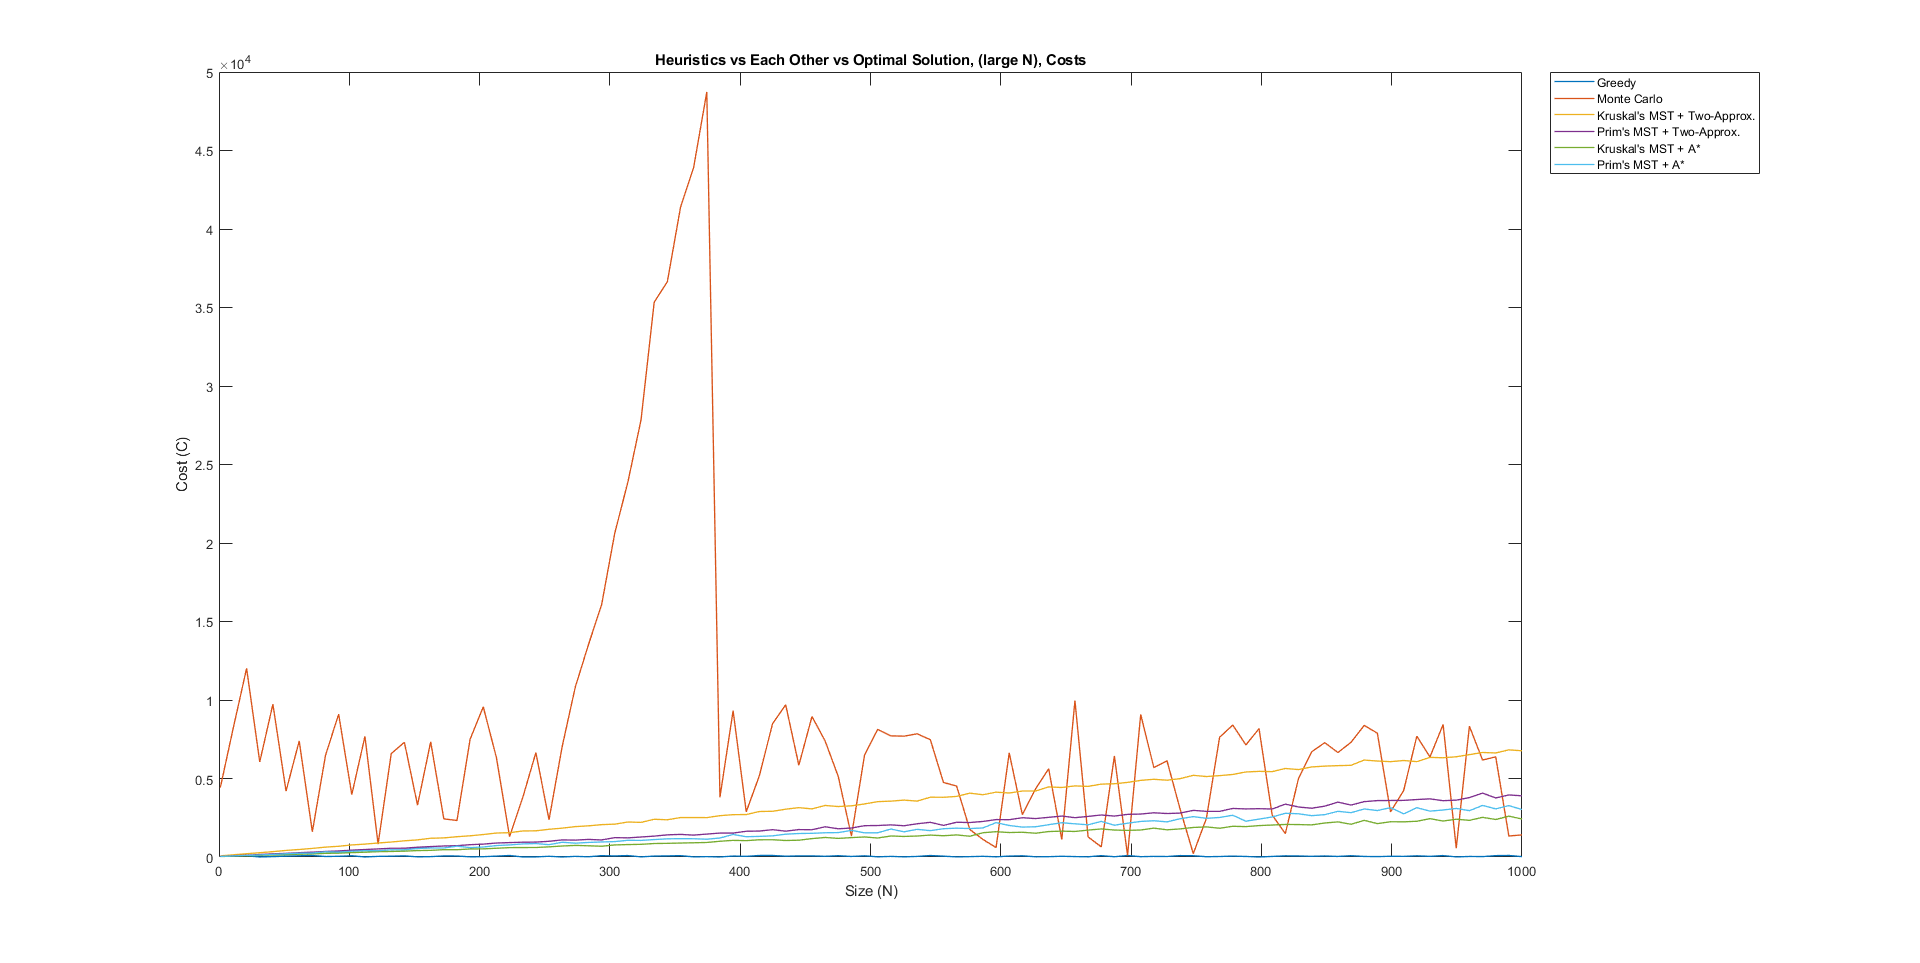 Heuristics vs Each Other vs Optimal Solution, (large N), Costs
×10⁴
5
4.5
4
3.5
3
2.5
2
1.5
1
0.5
0
Cost (C)
0 100 200 300 400 500 600 700 800 900 1000
Size (N)
Greedy
Monte Carlo
Kruskal's MST + Two-Approx.
Prim's MST + Two-Approx.
Kruskal's MST + A*
Prim's MST + A*